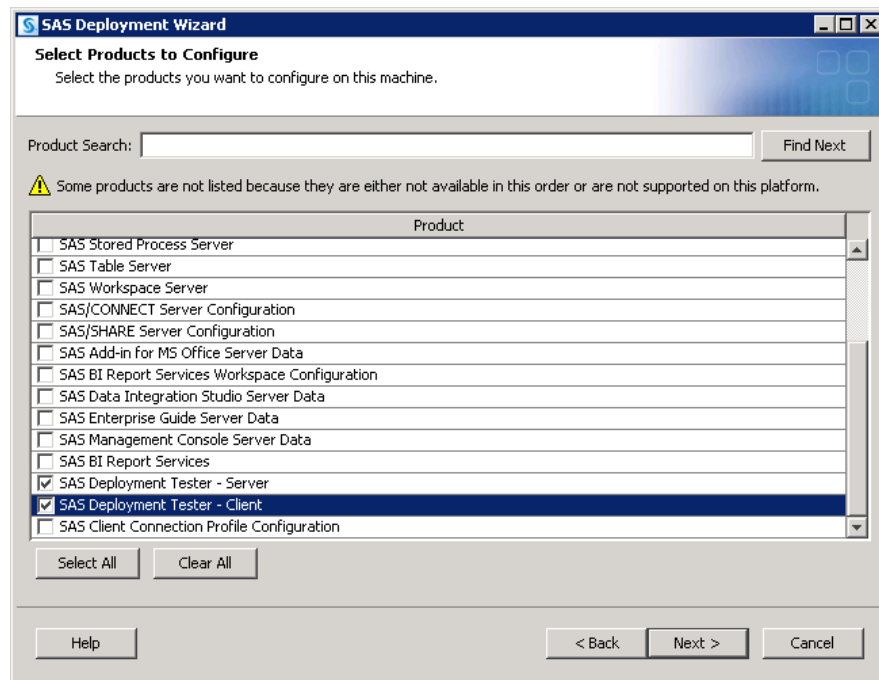 SAS Deployment Wizard
Select Products to Configure
Select the products you want to configure on this machine.
Product Search:
Find Next
Some products are not listed because they are either not available in this order or are not supported on this platform.
Product
SAS Stored Process Server
SAS Table Server
SAS Workspace Server
SAS/CONNECT Server Configuration
SAS/SHARE Server Configuration
SAS Add-in for MS Office Server Data
SAS BI Report Services Workspace Configuration
SAS Data Integration Studio Server Data
SAS Enterprise Guide Server Data
SAS Management Console Server Data
SAS BI Report Services
SAS Deployment Tester - Server
SAS Deployment Tester - Client
SAS Client Connection Profile Configuration
Select All Clear All
Help < Back Next > Cancel